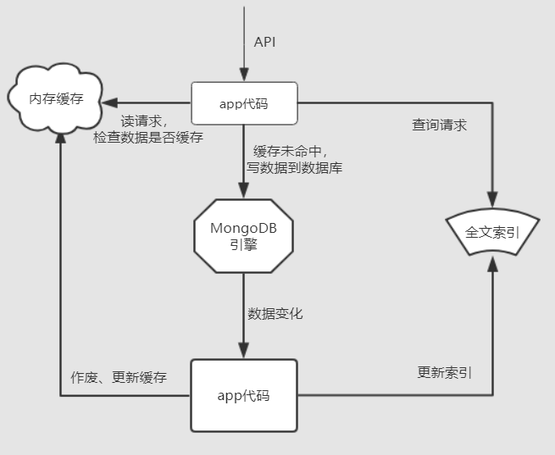 API
内存缓存
app代码
读请求,
检查数据是否缓存
查询请求
缓存未命中,
写数据到数据库
MongoDB
引擎
全文索引
数据变化
作废、更新缓存
app代码
更新索引